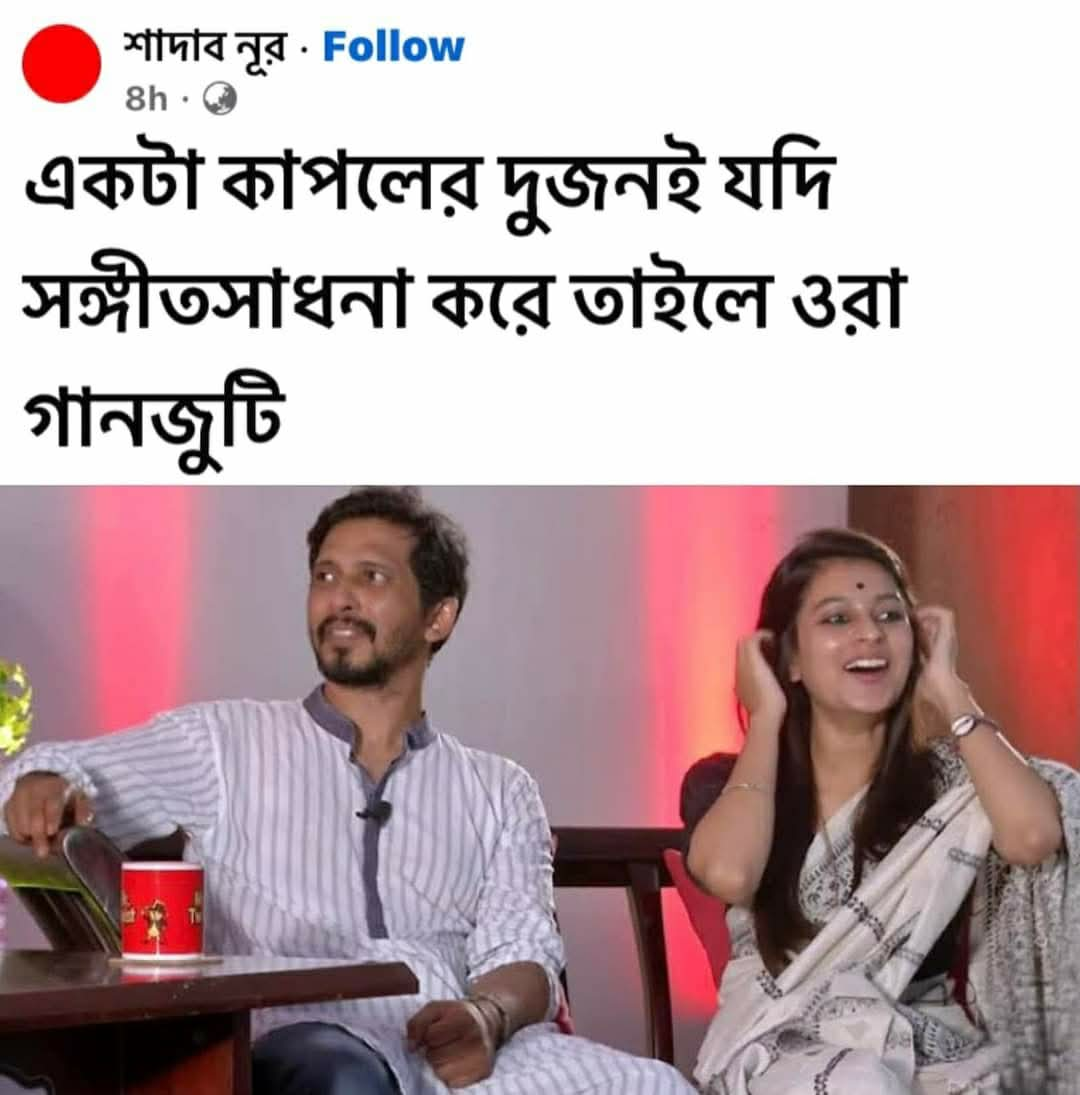 শাদাব নূর · Follow
8h ·
একটা কাপলের দুজনই যদি
সঙ্গীতসাধনা করে তাইলে ওরা
গানজুটি